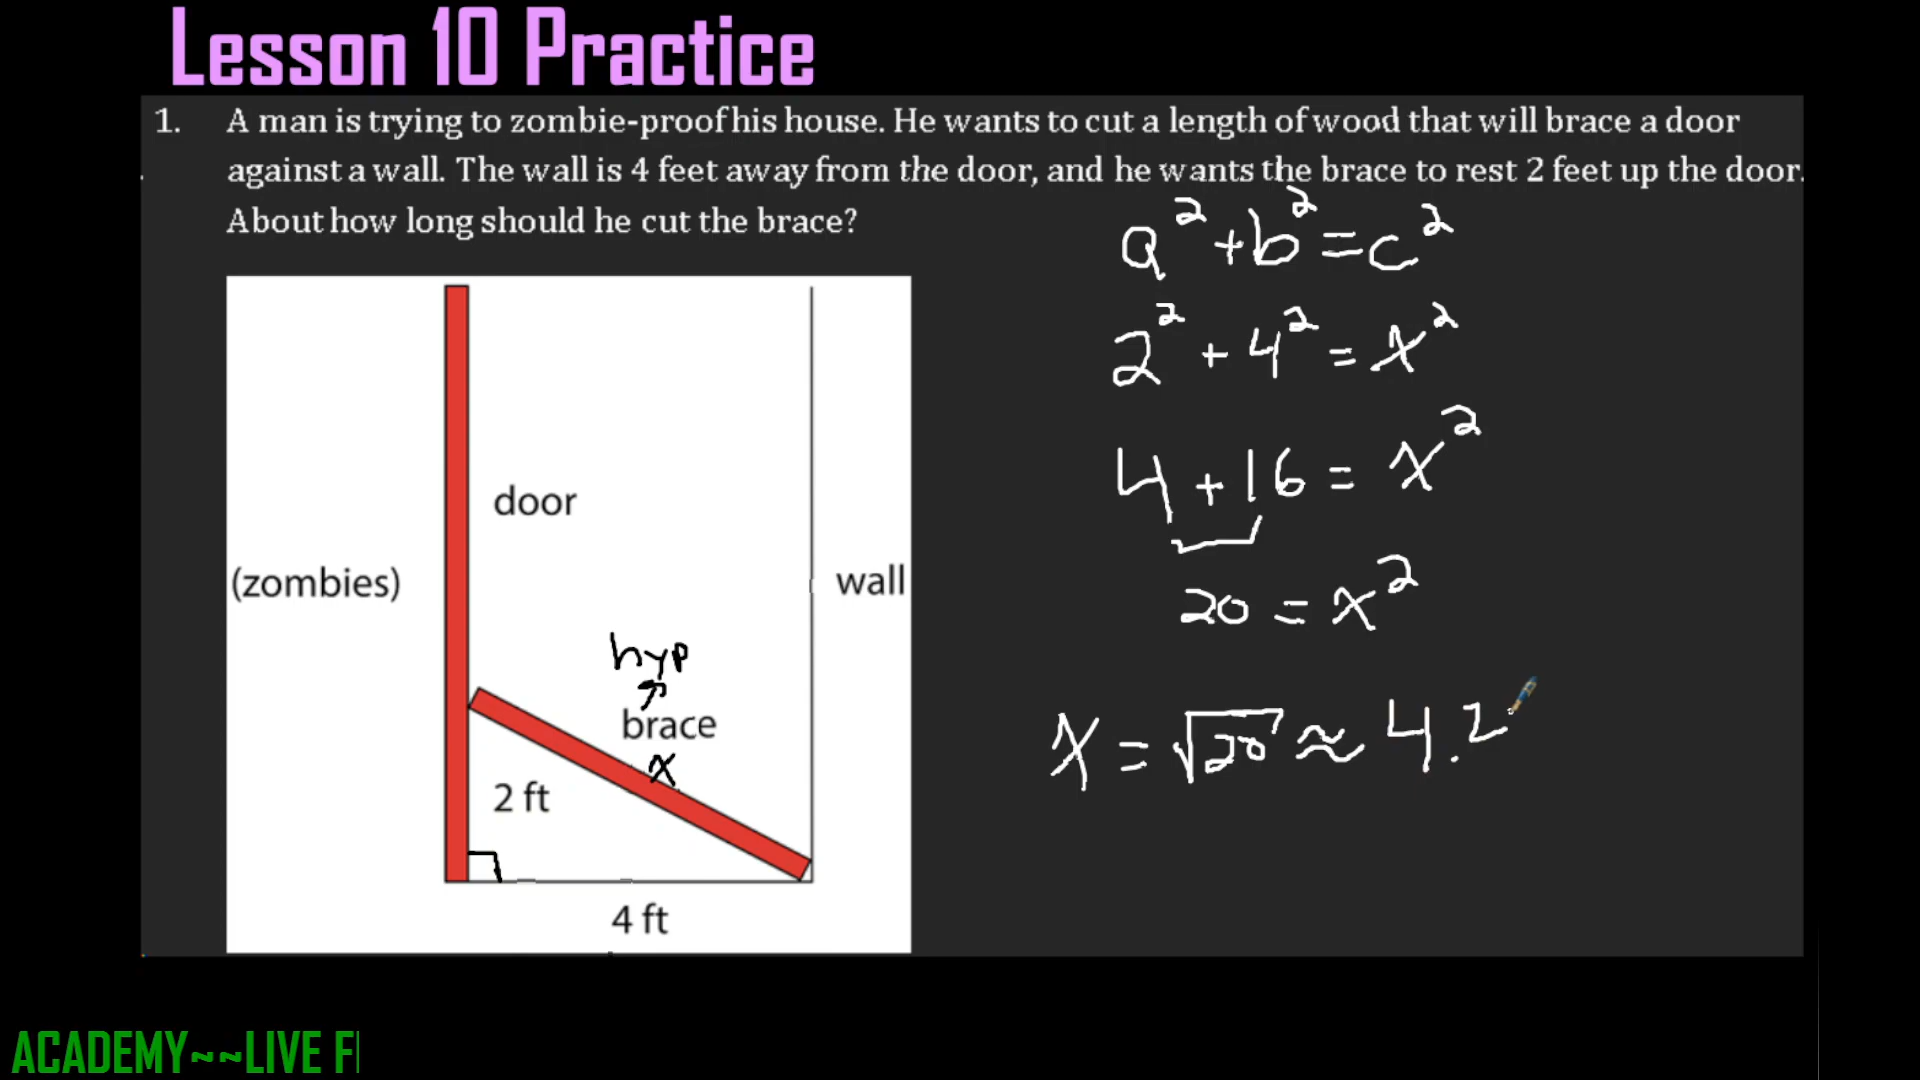 Lesson 10 Practice
1. A man is trying to zombie-proof his house. He wants to cut a length of wood that will brace a door
against a wall. The wall is 4 feet away from the door, and he wants the brace to rest 2 feet up the door.
About how long should he cut the brace?
a² + b² = c²
2² + 4² = x²
4 + 16 = x²
20 = x²
x = √20 ≈ 4.2
door
(zombies)
wall
hyp
brace
x
2 ft
4 ft
ACADEMY~~LIVE F